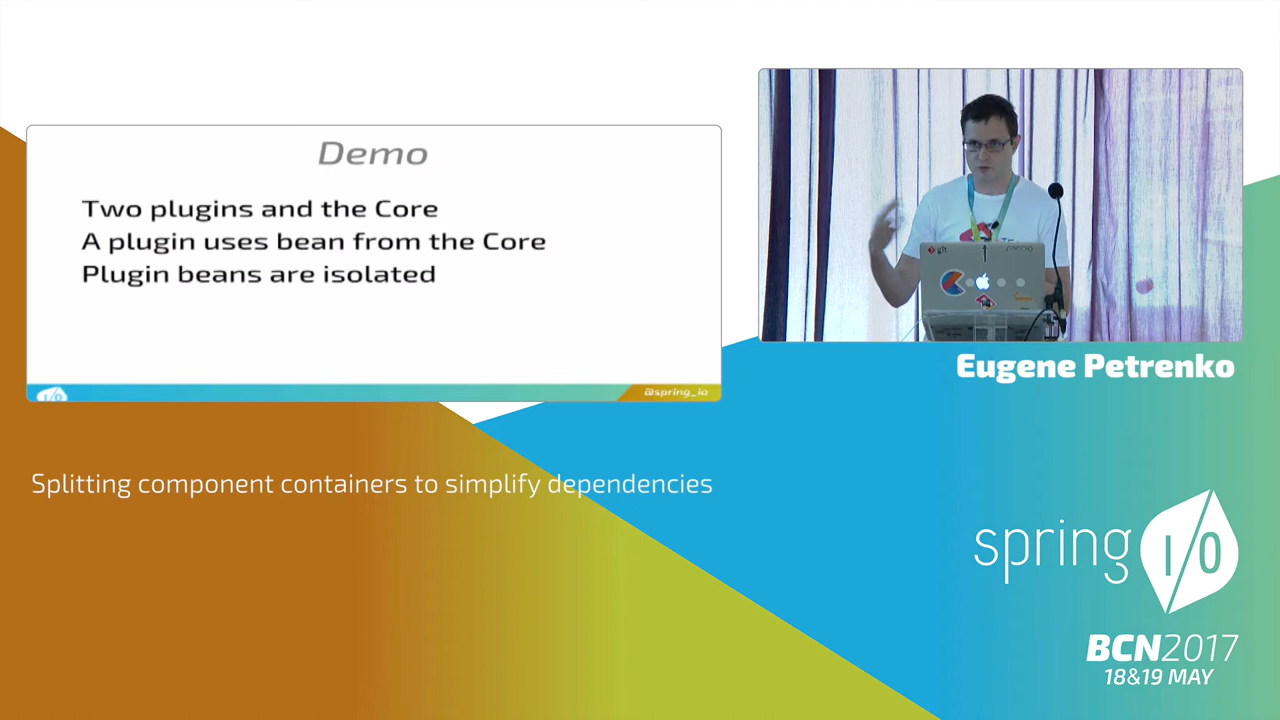 Demo
Two plugins and the Core
A plugin uses bean from the Core
Plugin beans are isolated
I/O
@spring_io
git
Eugene Petrenko
Splitting component containers to simplify dependencies
spring I/O
BCN2017
18&19 MAY